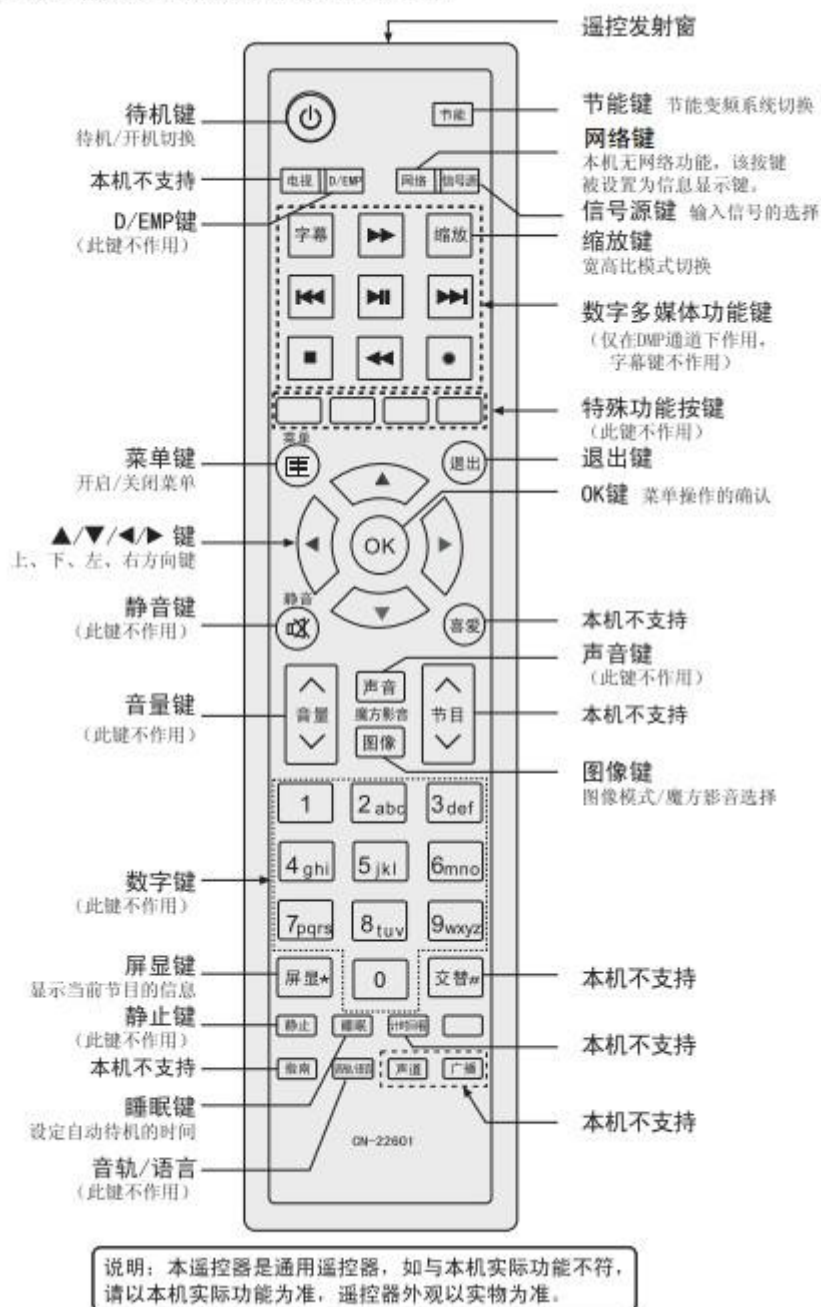 遥控发射窗
待机键
待机/开机切换
节能
节能键 节能变频系统切换
网络键
本机无网络功能，该按键
被设置为信息显示键。
本机不支持
电视
D/EMP
网络
信号源
信号源键 输入信号的选择
D/EMP键
（此键不作用）
字幕
缩放
缩放键
宽高比模式切换
数字多媒体功能键
（仅在DMP通道下作用，
字幕键不作用）
特殊功能按键
（此键不作用）
菜单键
开启/关闭菜单
菜单
退出
退出键
OK键 菜单操作的确认
▲/▼/◀/▶ 键
上、下、左、右方向键
OK
静音键
（此键不作用）
静音
喜爱
本机不支持
声音键
（此键不作用）
音量键
（此键不作用）
音量
声音
魔方影音
图像
节目
本机不支持
图像键
图像模式/魔方影音选择
1
2abc
3def
4ghi
5jkl
6mno
数字键
（此键不作用）
7pqrs
8tuv
9wxyz
屏显键
显示当前节目的信息
屏显*
0
交替#
本机不支持
静止键
（此键不作用）
静止
睡眠
本机不支持
本机不支持
指南
声道
广播
睡眠键
设定自动待机的时间
本机不支持
CN-22601
音轨/语言
（此键不作用）
说明：本遥控器是通用遥控器，如与本机实际功能不符，
请以本机实际功能为准，遥控器外观以实物为准。